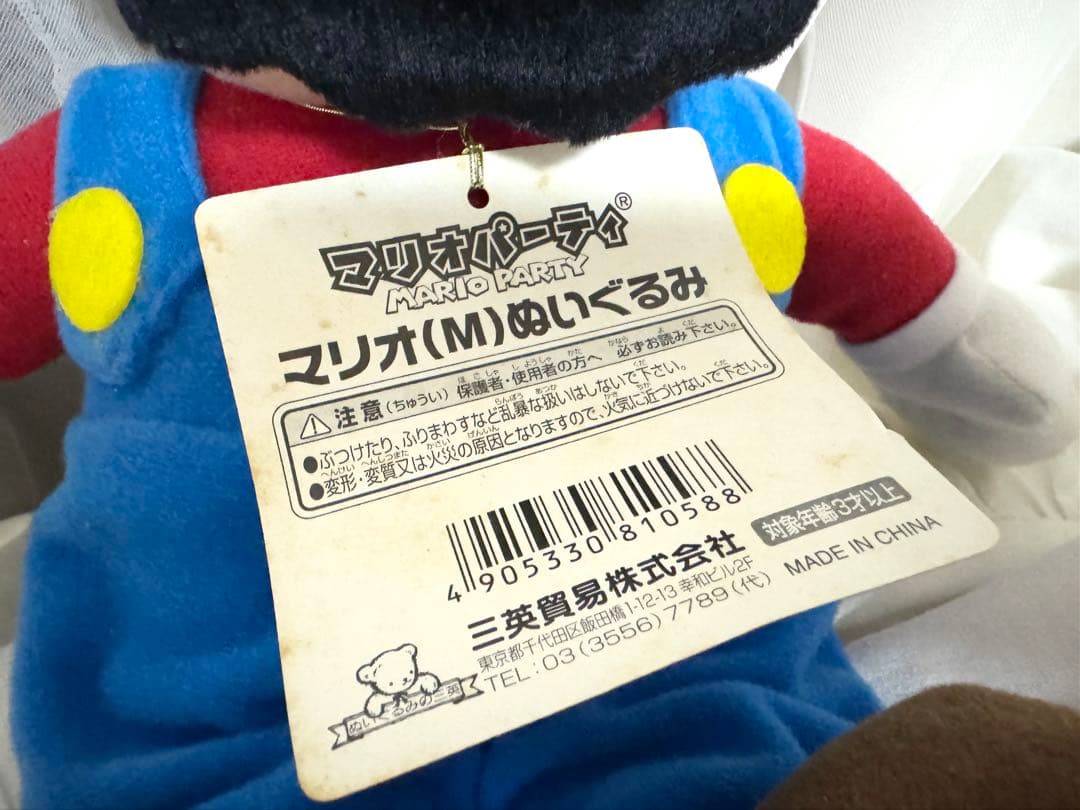 マリオパーティ®
MARIO PARTY
マリオ(M)ぬいぐるみ
⚠注意(ちゅうい) 保護者・使用者の方へ 必ずお読み下さい。
●ぶつけたり、ふりまわすなど乱暴な扱いはしないで下さい。
●変形・変質又は火災の原因となりますので、火気に近づけないで下さい。
4 905330 810588
対象年齢3才以上
三英貿易株式会社
MADE IN CHINA
東京都千代田区飯田橋1-12-13 幸和ビル2F
TEL:03(3556)7789(代)
ぬいぐるみの三英